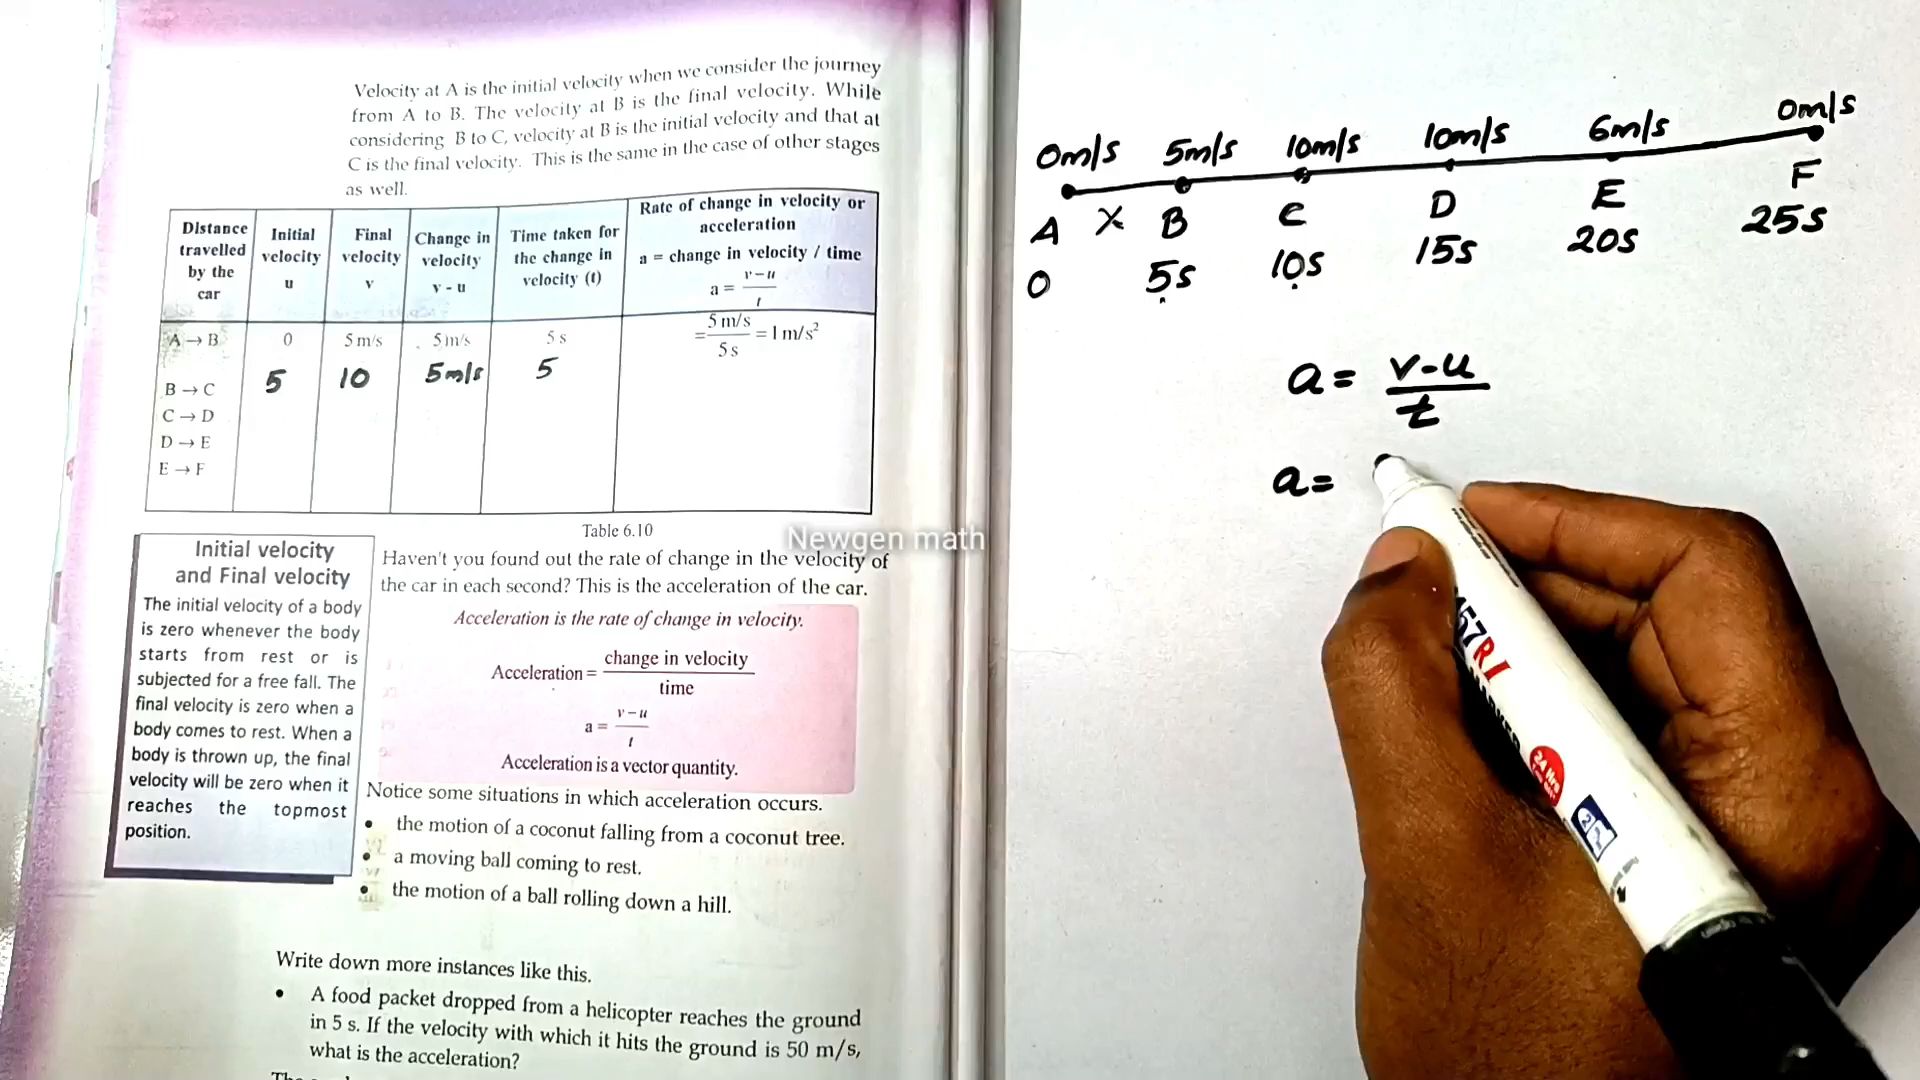 Velocity at A is the initial velocity when we consider the journey
from A to B. The velocity at B is the final velocity. While
considering B to C, velocity at B is the initial velocity and that at
C is the final velocity. This is the same in the case of other stages
as well.
Distance travelled by the car
Initial velocity u
Final velocity v
Change in velocity v - u
Time taken for the change in velocity (t)
Rate of change in velocity or acceleration a = change in velocity / time a = v-u / t
A → B 0 5 m/s 5 m/s 5 s = 5 m/s / 5 s = 1 m/s²
B → C 5 10 5m/s 5
C → D
D → E
E → F
Table 6.10
Initial velocity
and Final velocity
The initial velocity of a body
is zero whenever the body
starts from rest or is
subjected for a free fall. The
final velocity is zero when a
body comes to rest. When a
body is thrown up, the final
velocity will be zero when it
reaches the topmost
position.
Haven't you found out the rate of change in the velocity of
the car in each second? This is the acceleration of the car.
Acceleration is the rate of change in velocity.
Acceleration = change in velocity / time
a = v-u / t
Acceleration is a vector quantity.
Notice some situations in which acceleration occurs.
• the motion of a coconut falling from a coconut tree.
• a moving ball coming to rest.
• the motion of a ball rolling down a hill.
Write down more instances like this.
• A food packet dropped from a helicopter reaches the ground
in 5 s. If the velocity with which it hits the ground is 50 m/s,
what is the acceleration?
Newgen math
0m/s 5m/s 10m/s 10m/s 6m/s 0m/s
A X B C D E F
0 5s 10s 15s 20s 25s
a = v-u / t
a =